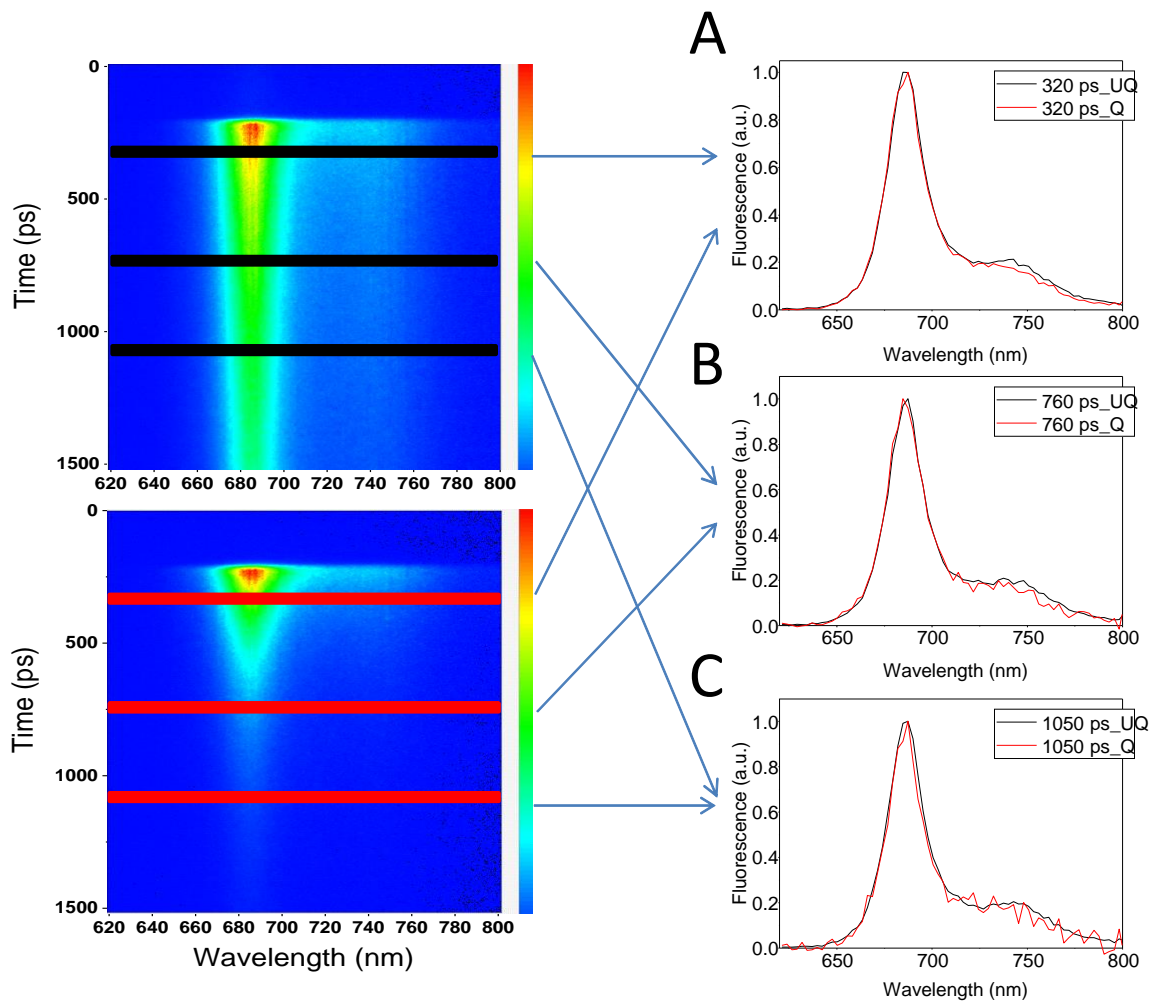 A
0
500
1000
1500
Time (ps)
620 640 660 680 700 720 740 760 780 800
1.0
0.8
0.6
0.4
0.2
0.0
Fluorescence (a.u.)
320 ps_UQ
320 ps_Q
650 700 750 800
Wavelength (nm)
B
1.0
0.8
0.6
0.4
0.2
0.0
Fluorescence (a.u.)
760 ps_UQ
760 ps_Q
650 700 750 800
Wavelength (nm)
0
500
1000
1500
Time (ps)
620 640 660 680 700 720 740 760 780 800
Wavelength (nm)
C
1.0
0.8
0.6
0.4
0.2
0.0
Fluorescence (a.u.)
1050 ps_UQ
1050 ps_Q
650 700 750 800
Wavelength (nm)